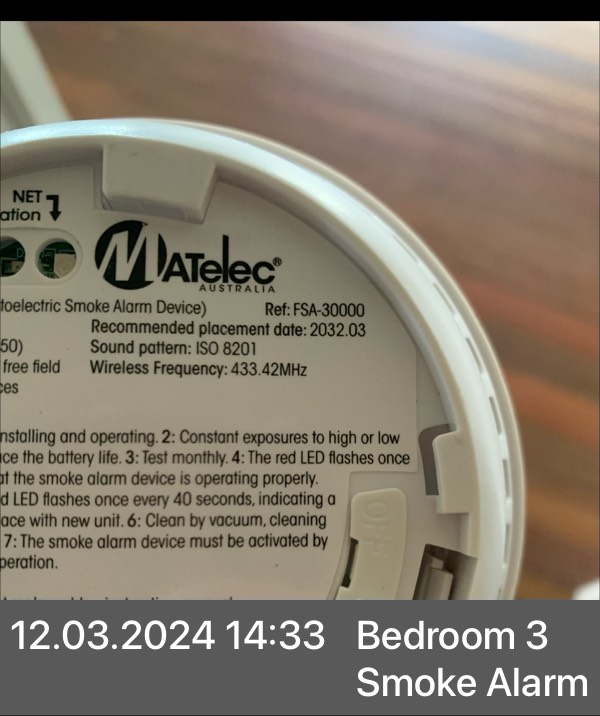 NET
ation
MATelec®
AUSTRALIA
toelectric Smoke Alarm Device) Ref: FSA-30000
Recommended placement date: 2032.03
50) Sound pattern: ISO 8201
free field Wireless Frequency: 433.42MHz
ces
nstalling and operating. 2: Constant exposures to high or low
ce the battery life. 3: Test monthly. 4: The red LED flashes once
at the smoke alarm device is operating properly.
d LED flashes once every 40 seconds, indicating a
ace with new unit. 6: Clean by vacuum, cleaning
7: The smoke alarm device must be activated by
peration.
OFF
12.03.2024 14:33 Bedroom 3
Smoke Alarm